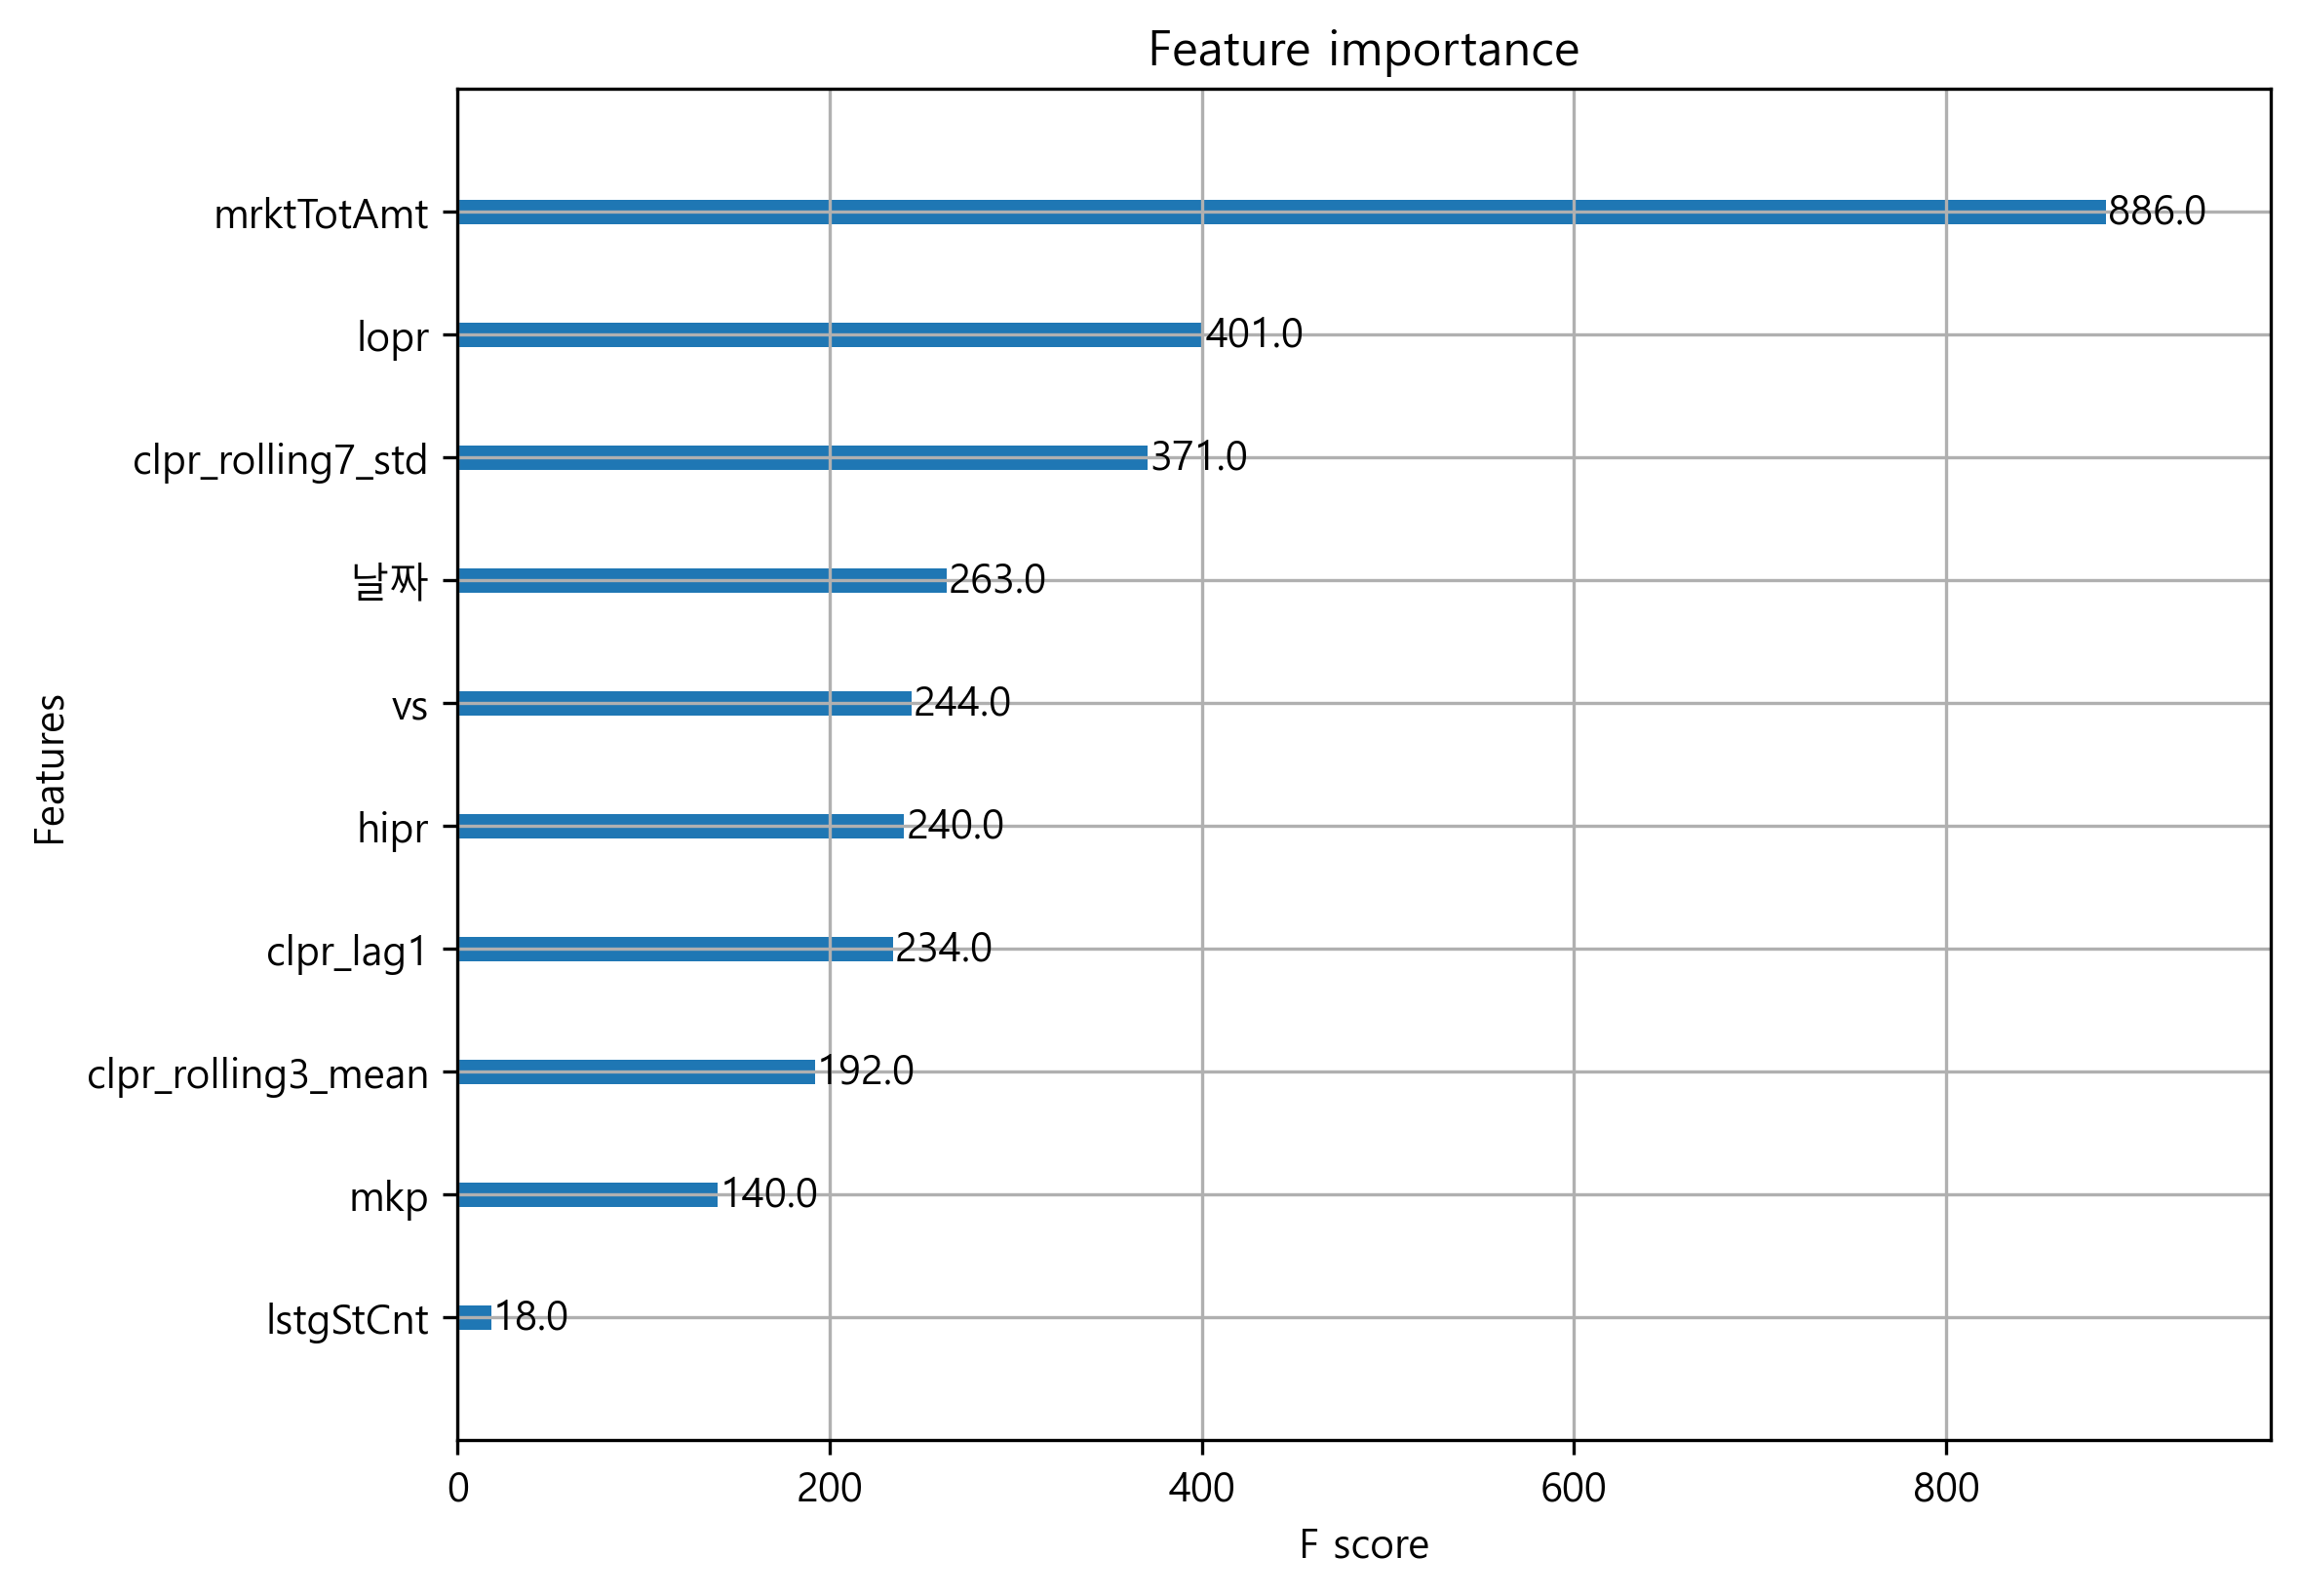 Feature importance
mrktTotAmt
886.0
lopr
401.0
clpr_rolling7_std
371.0
날짜
263.0
vs
244.0
Features
hipr
240.0
clpr_lag1
234.0
clpr_rolling3_mean
192.0
mkp
140.0
lstgStCnt
18.0
0 200 400 600 800
F score